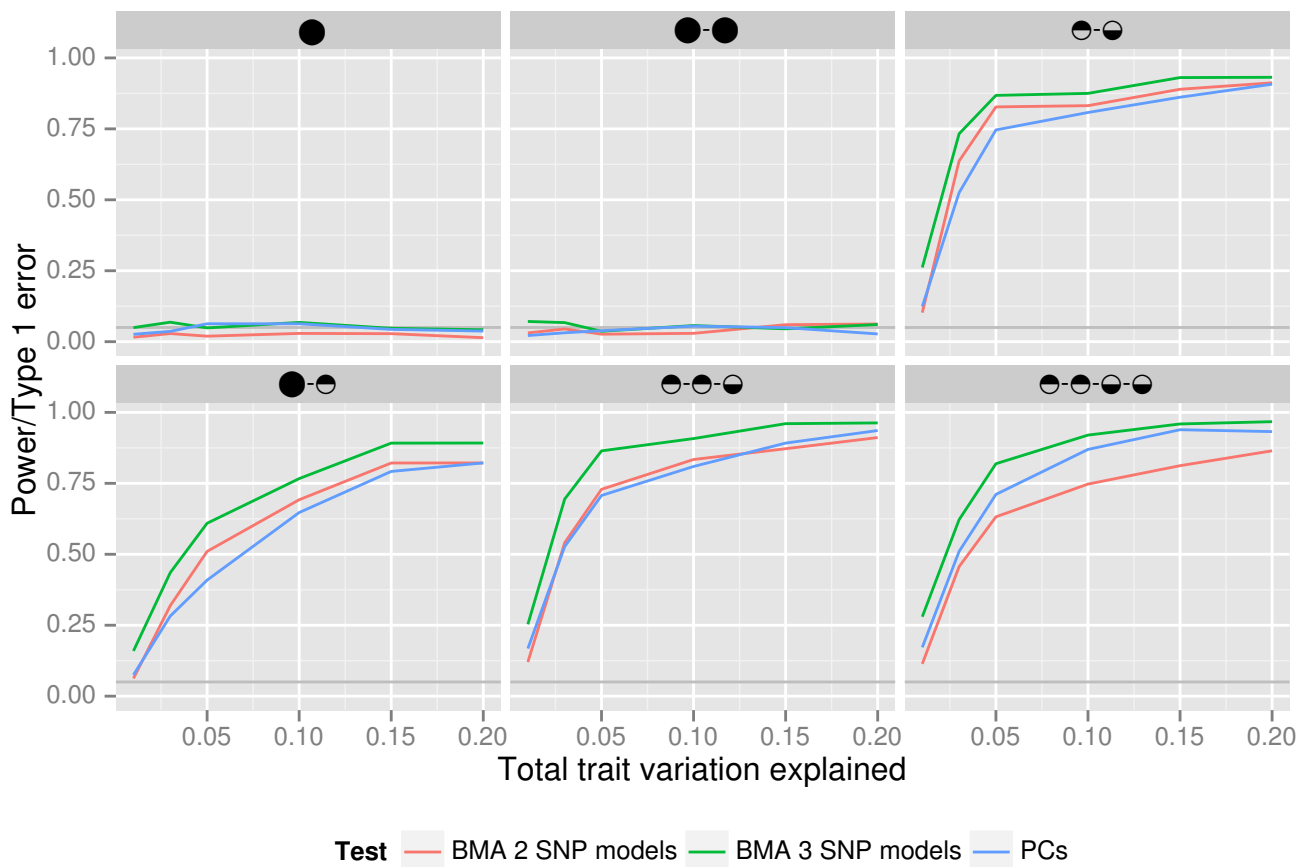 1.00
0.75
0.50
0.25
0.00
1.00
0.75
0.50
0.25
0.00
Power/Type 1 error
0.05 0.10 0.15 0.20 0.05 0.10 0.15 0.20 0.05 0.10 0.15 0.20
Total trait variation explained
Test BMA 2 SNP models BMA 3 SNP models PCs